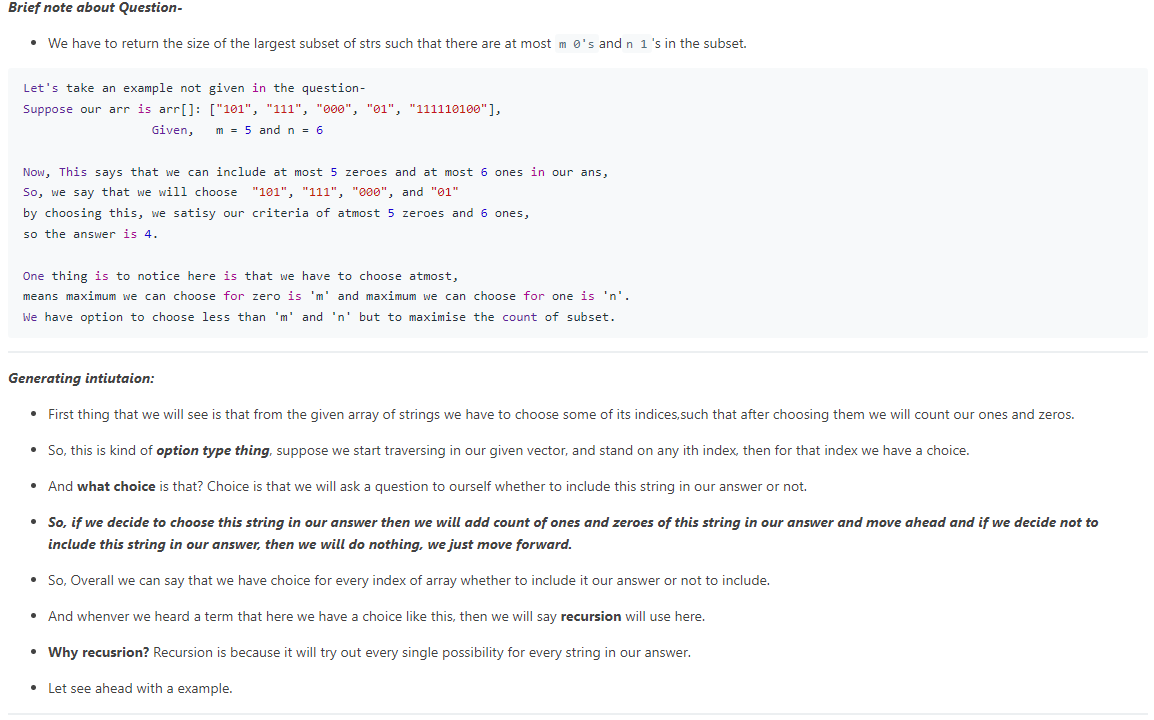 Brief note about Question-
• We have to return the size of the largest subset of strs such that there are at most m 0's and n 1 's in the subset.
Let's take an example not given in the question-
Suppose our arr is arr[]: ["101", "111", "000", "01", "111110100"],
Given,   m = 5 and n = 6
Now, This says that we can include at most 5 zeroes and at most 6 ones in our ans,
So, we say that we will choose  "101", "111", "000", and "01"
by choosing this, we satisy our criteria of atmost 5 zeroes and 6 ones,
so the answer is 4.
One thing is to notice here is that we have to choose atmost,
means maximum we can choose for zero is 'm' and maximum we can choose for one is 'n'.
We have option to choose less than 'm' and 'n' but to maximise the count of subset.
Generating intiutaion:
• First thing that we will see is that from the given array of strings we have to choose some of its indices,such that after choosing them we will count our ones and zeros.
• So, this is kind of option type thing, suppose we start traversing in our given vector, and stand on any ith index, then for that index we have a choice.
• And what choice is that? Choice is that we will ask a question to ourself whether to include this string in our answer or not.
• So, if we decide to choose this string in our answer then we will add count of ones and zeroes of this string in our answer and move ahead and if we decide not to
include this string in our answer, then we will do nothing, we just move forward.
• So, Overall we can say that we have choice for every index of array whether to include it our answer or not to include.
• And whenver we heard a term that here we have a choice like this, then we will say recursion will use here.
• Why recusrion? Recursion is because it will try out every single possibility for every string in our answer.
• Let see ahead with a example.